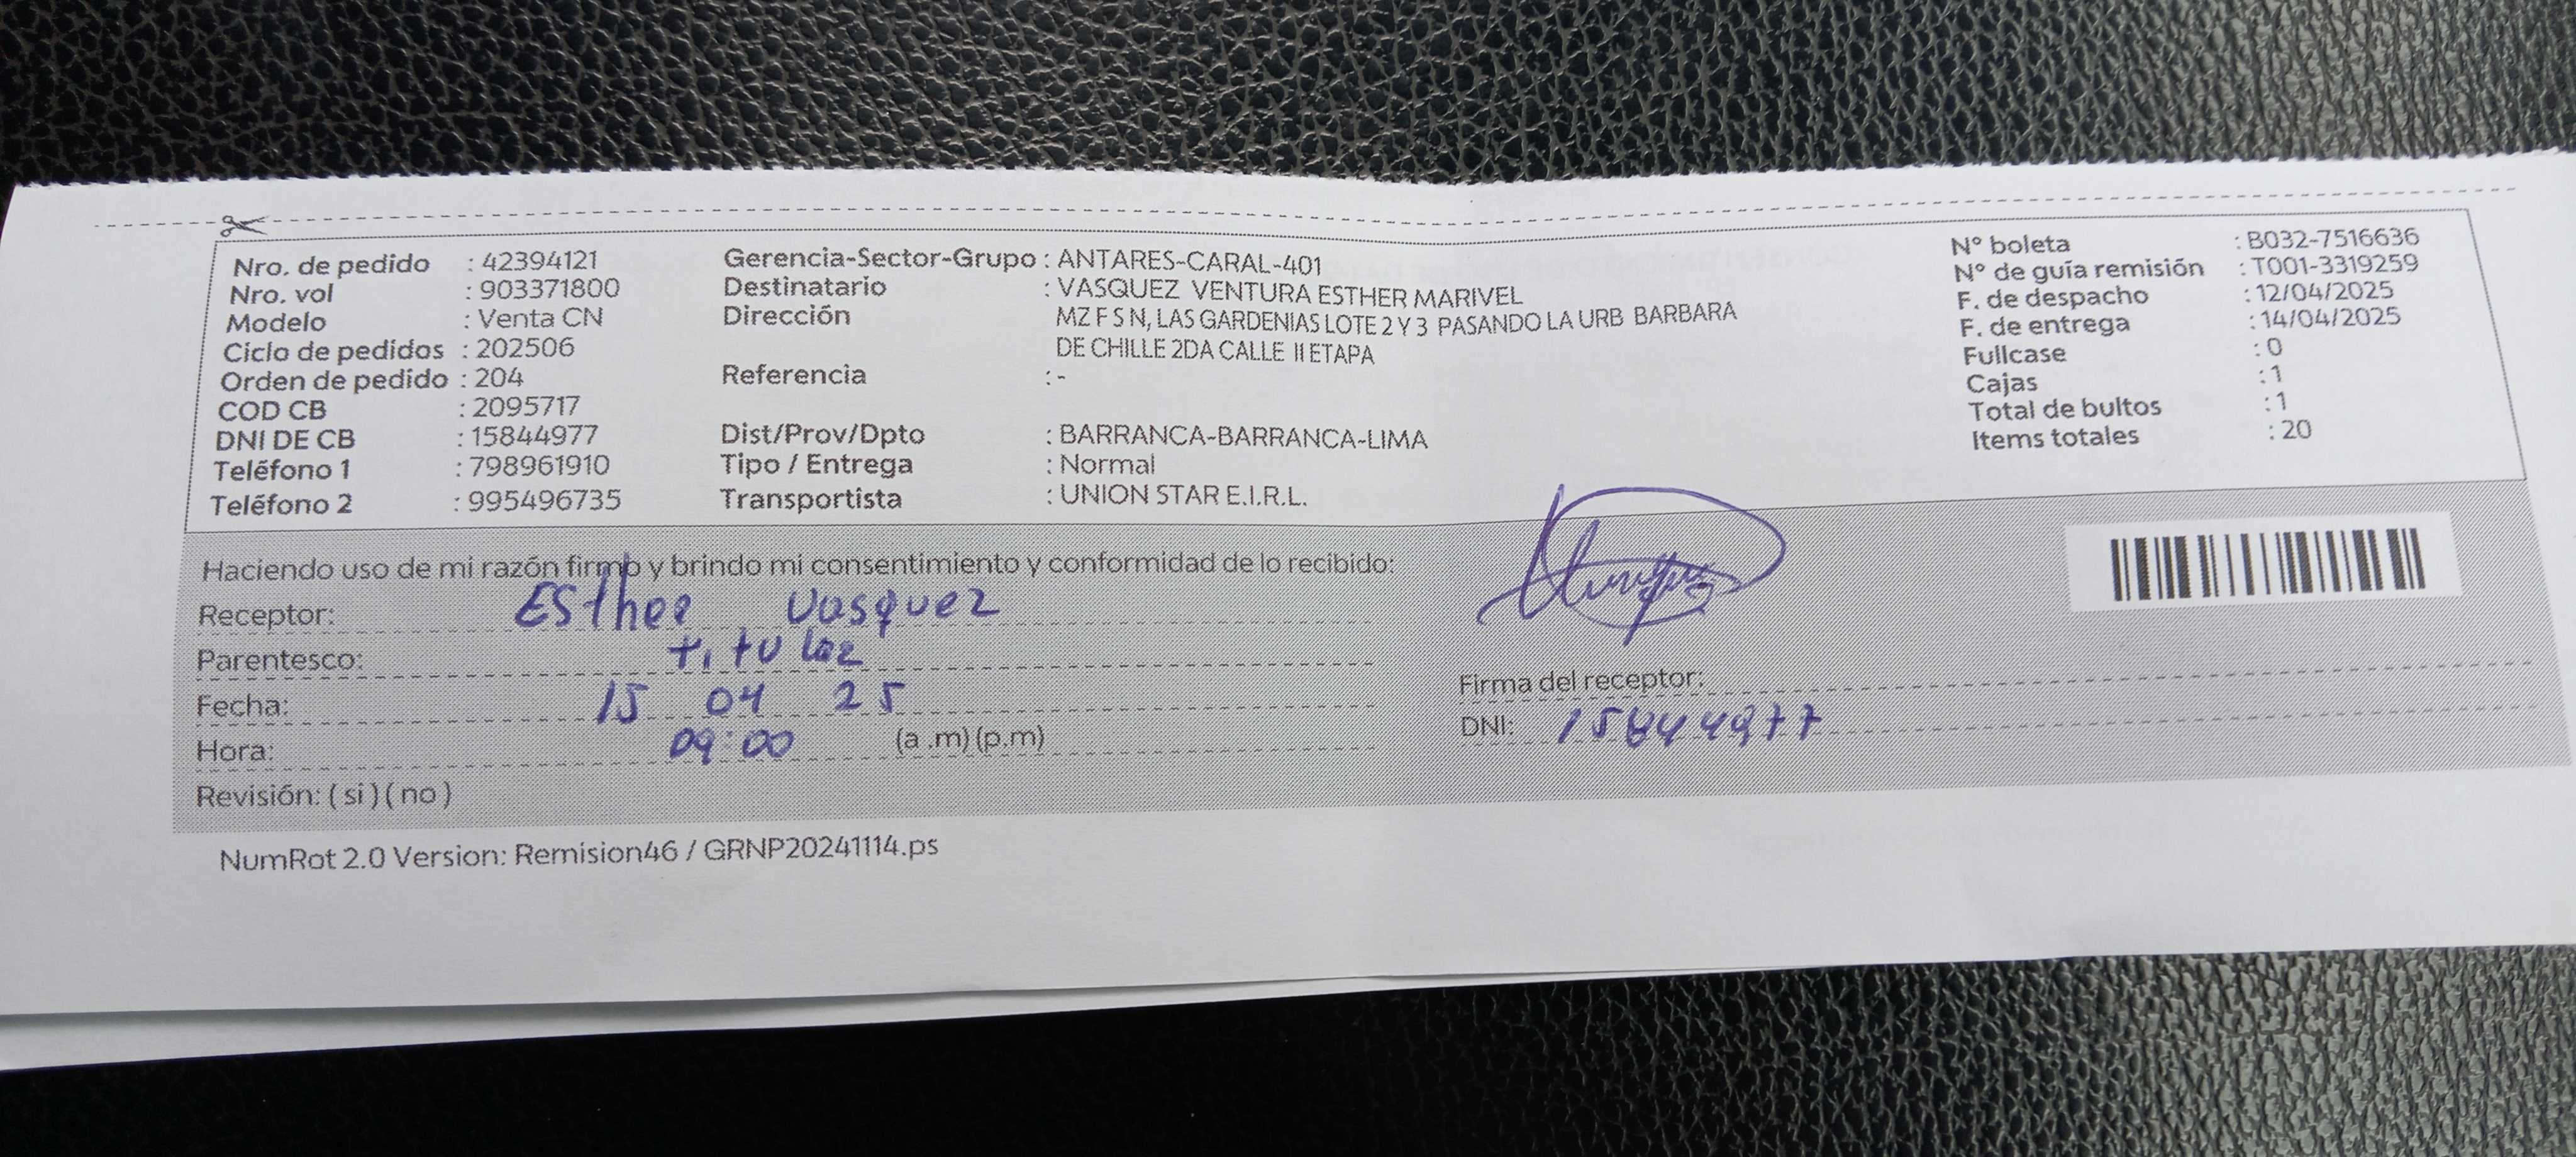 Nro. de pedido : 42394121
Nro. vol : 903371800
Modelo : Venta CN
Ciclo de pedidos : 202506
Orden de pedido : 204
COD CB : 2095717
DNI DE CB : 15844977
Teléfono 1 : 798961910
Teléfono 2 : 995496735
Gerencia-Sector-Grupo : ANTARES-CARAL-401
Destinatario : VASQUEZ VENTURA ESTHER MARIVEL
Dirección MZ F S N, LAS GARDENIAS LOTE 2 Y 3 PASANDO LA URB BARBARA
DE CHILLE 2DA CALLE II ETAPA
Referencia : -
Dist/Prov/Dpto : BARRANCA-BARRANCA-LIMA
Tipo / Entrega : Normal
Transportista : UNION STAR E.I.R.L.
N° boleta : B032-7516636
N° de guía remisión : T001-3319259
F. de despacho : 12/04/2025
F. de entrega : 14/04/2025
Fullcase : 0
Cajas : 1
Total de bultos : 1
Items totales : 20
Haciendo uso de mi razón firmo y brindo mi consentimiento y conformidad de lo recibido:
Receptor: Esther Vasquez
Parentesco: titular
Fecha: 15 04 25
Hora: 09:00 (a .m) (p.m)
Revisión: ( si ) ( no )
Firma del receptor:
DNI: 15844977
NumRot 2.0 Version: Remision46 / GRNP20241114.ps